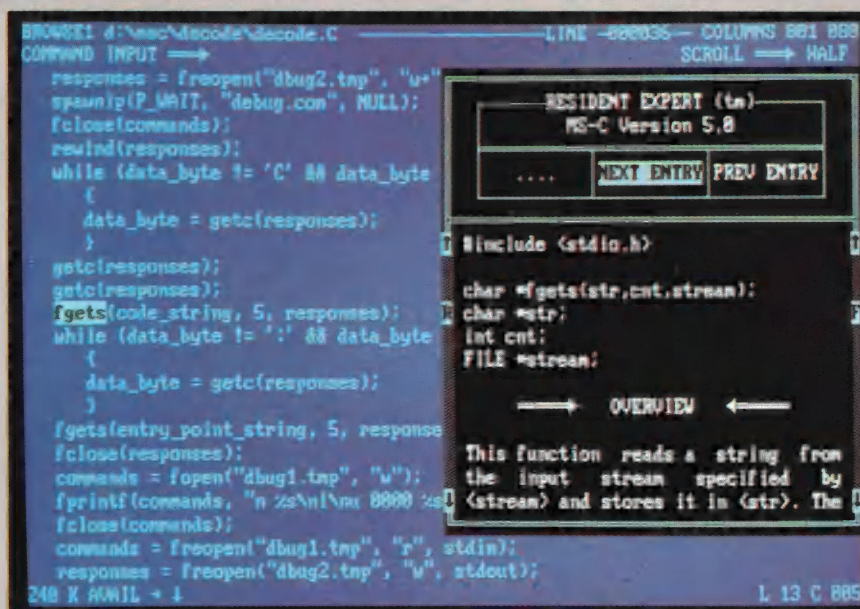 BROWSE1 d:\msc\decode\decode.C LINE -000035- COLUMNS 001 080
COMMAND INPUT SCROLL HALF
responses = freopen("dbug2.tmp", "w+"
spawnlp(P_WAIT, "debug.com", NULL);
fclose(commands);
rewind(responses);
while (data_byte != 'C' && data_byte
{
data_byte = getc(responses);
}
getc(responses);
getc(responses);
fgets(code_string, 5, responses);
while (data_byte != ':' && data_byte
{
data_byte = getc(responses);
}
fgets(entry_point_string, 5, response
fclose(responses);
commands = fopen("dbug1.tmp", "w");
fprintf(commands, "n %s\nl\nu 0000 %s
fclose(commands);
commands = freopen("dbug1.tmp", "r", stdin);
responses = freopen("dbug2.tmp", "w", stdout);
240 K AVAIL L 13 C 005
RESIDENT EXPERT (tm)
MS-C Version 5.0
.... NEXT ENTRY PREV ENTRY
#include <stdio.h>
char *fgets(str,cnt,stream);
char *str;
int cnt;
FILE *stream;
OVERVIEW
This function reads a string from
the input stream specified by
<stream> and stores it in <str>. The